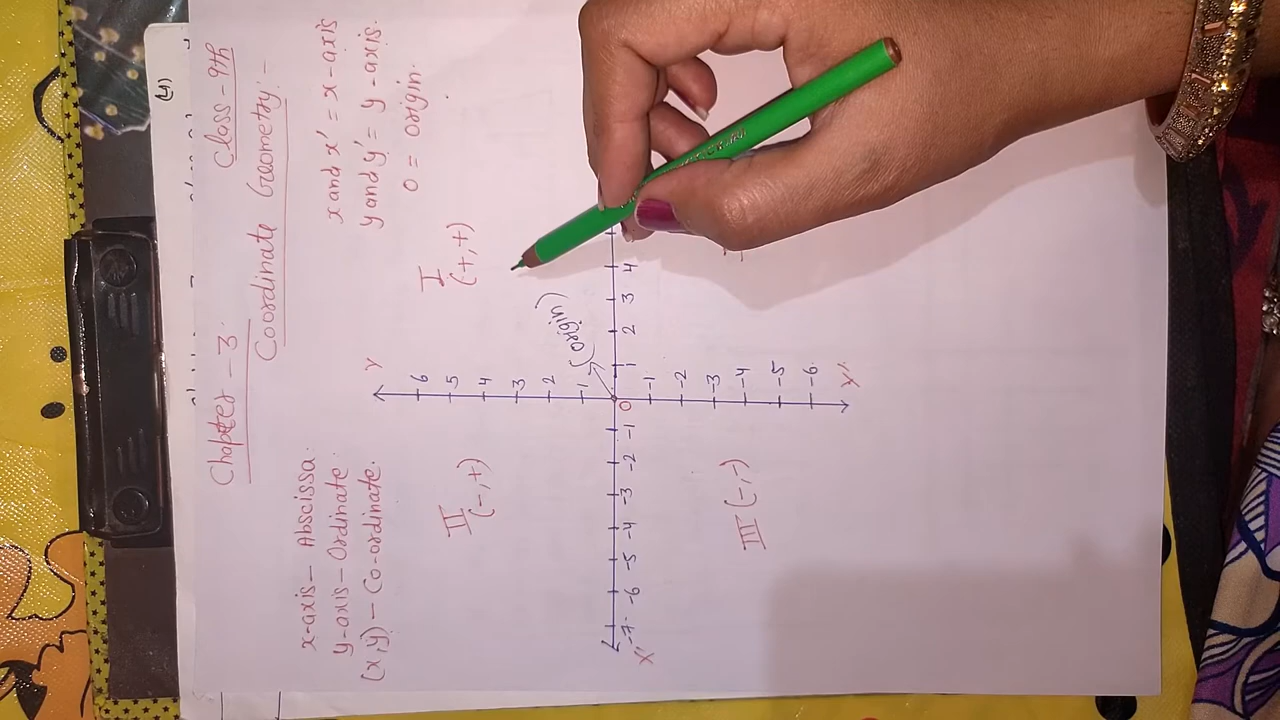 (4)
Class - 9th
Chapter - 3
Coordinate Geometry: -
x-axis - Abscissa.
y-axis - Ordinate
(x,y) - Co-ordinate.
x and x' = x-axis
y and y' = y-axis.
0 = origin.
Y
II
(-,+)
I
(+,+)
6
5
4
3
2
1
(origin)
X' -7 -6 -5 -4 -3 -2 -1 0 1 2 3 4
-1
-2
-3
-4
-5
-6
III (-,-)